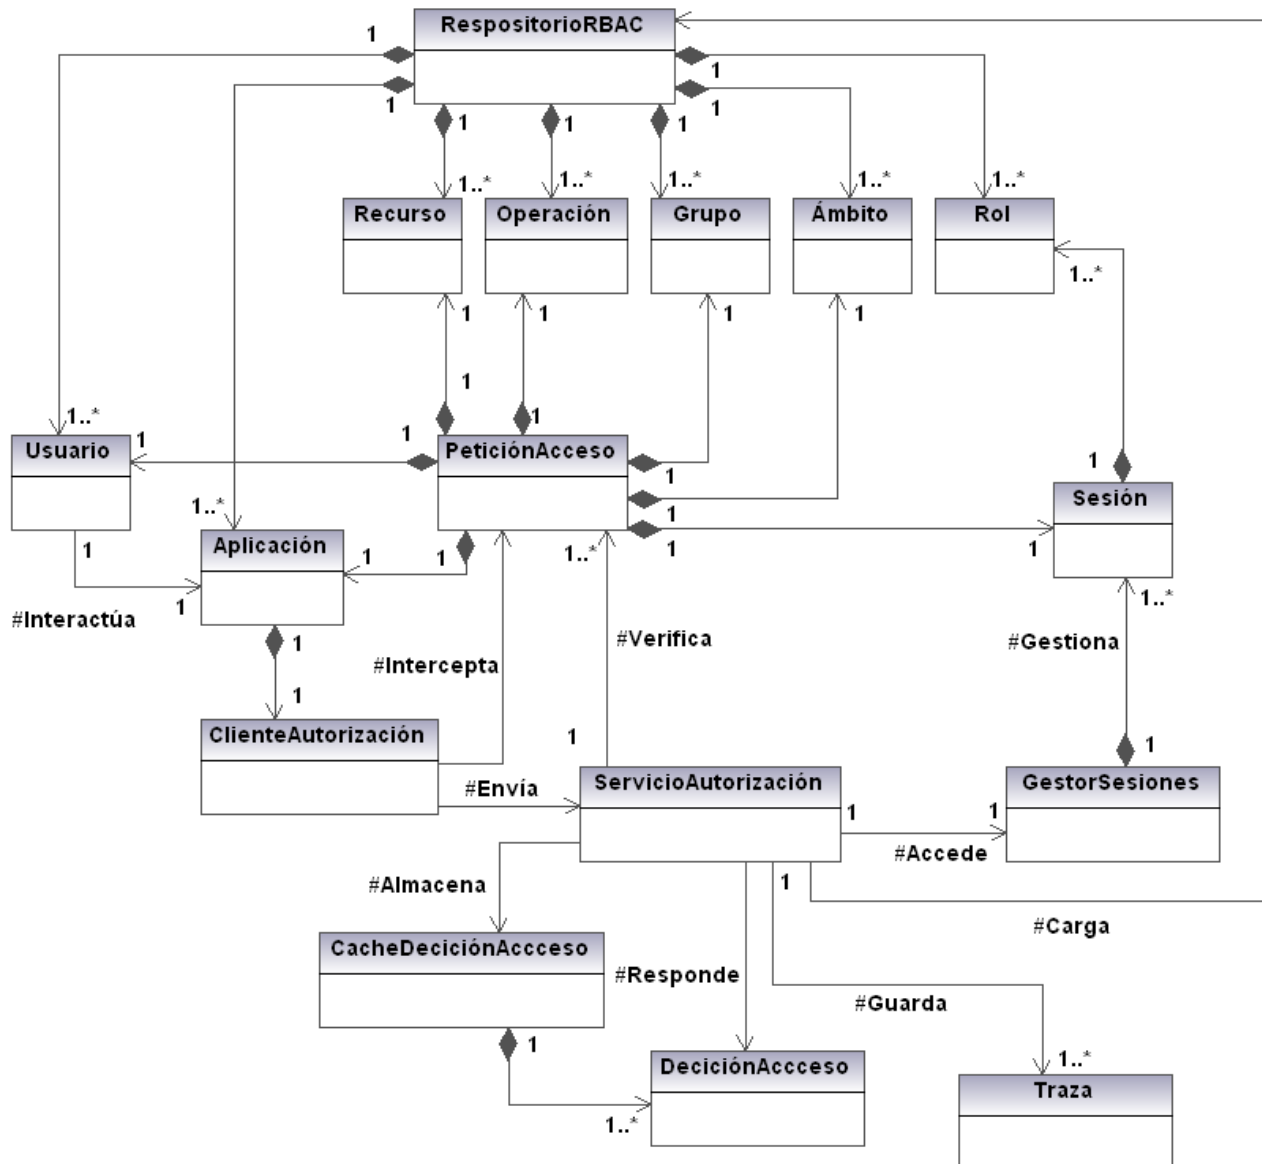 RespositorioRBAC
1
1
1
1
1
1
1
1..*
1..*
1..*
1..*
1..*
Recurso
Operación
Grupo
Ámbito
Rol
1..*
1
1
1
1
1
1
1..*
1
1
1
Usuario
PeticiónAcceso
1
1
Sesión
1..*
1
1
1
1
1
1..*
1
Aplicación
1
1..*
#Interactúa
1
#Intercepta
#Verifica
#Gestiona
1
ClienteAutorización
1
1
#Envía
ServicioAutorización
GestorSesiones
1
1
#Accede
#Almacena
1
#Carga
CacheDeciciónAccceso
#Responde
#Guarda
1
1..*
DeciciónAccceso
1..*
Traza